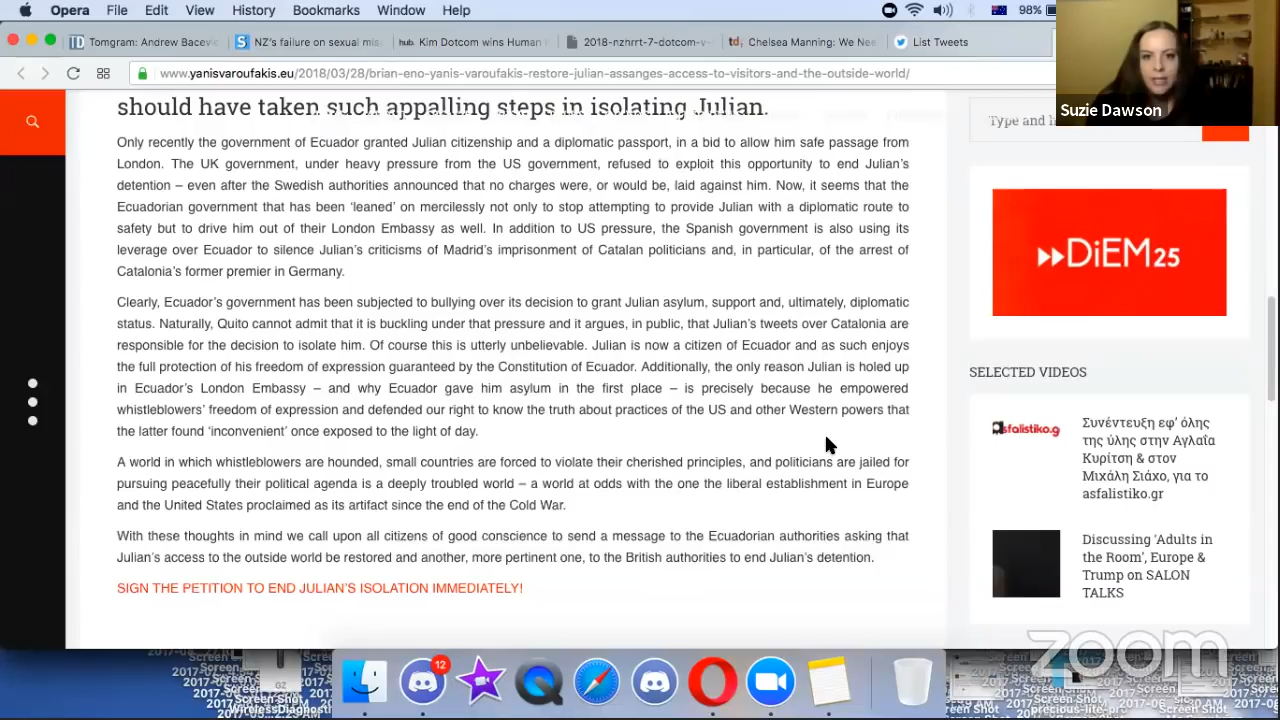 Opera File Edit View History Bookmarks Window Help 98%
Tomgram: Andrew Bacev
NZ's failure on sexual mis
hub. Kim Dotcom wins Human
2018-nzhrrt-7-dotcom-v-
td Chelsea Manning: We Nee
List Tweets
www.yanisvaroufakis.eu/2018/03/28/brian-eno-yanis-varoufakis-restore-julian-assanges-access-to-visitors-and-the-outside-world/
Suzie Dawson
should have taken such appalling steps in isolating Julian.
Only recently the government of Ecuador granted Julian citizenship and a diplomatic passport, in a bid to allow him safe passage from
London. The UK government, under heavy pressure from the US government, refused to exploit this opportunity to end Julian's
detention – even after the Swedish authorities announced that no charges were, or would be, laid against him. Now, it seems that the
Ecuadorian government that has been 'leaned' on mercilessly not only to stop attempting to provide Julian with a diplomatic route to
safety but to drive him out of their London Embassy as well. In addition to US pressure, the Spanish government is also using its
leverage over Ecuador to silence Julian's criticisms of Madrid's imprisonment of Catalan politicians and, in particular, of the arrest of
Catalonia's former premier in Germany.
Clearly, Ecuador's government has been subjected to bullying over its decision to grant Julian asylum, support and, ultimately, diplomatic
status. Naturally, Quito cannot admit that it is buckling under that pressure and it argues, in public, that Julian's tweets over Catalonia are
responsible for the decision to isolate him. Of course this is utterly unbelievable. Julian is now a citizen of Ecuador and as such enjoys
the full protection of his freedom of expression guaranteed by the Constitution of Ecuador. Additionally, the only reason Julian is holed up
in Ecuador's London Embassy – and why Ecuador gave him asylum in the first place – is precisely because he empowered
whistleblowers' freedom of expression and defended our right to know the truth about practices of the US and other Western powers that
the latter found 'inconvenient' once exposed to the light of day.
A world in which whistleblowers are hounded, small countries are forced to violate their cherished principles, and politicians are jailed for
pursuing peacefully their political agenda is a deeply troubled world – a world at odds with the one the liberal establishment in Europe
and the United States proclaimed as its artifact since the end of the Cold War.
With these thoughts in mind we call upon all citizens of good conscience to send a message to the Ecuadorian authorities asking that
Julian's access to the outside world be restored and another, more pertinent one, to the British authorities to end Julian's detention.
SIGN THE PETITION TO END JULIAN'S ISOLATION IMMEDIATELY!
Type and h
DiEM25
SELECTED VIDEOS
asfalistiko.g
Συνέντευξη εφ' όλης
της ύλης στην Αγλαΐα
Κυρίτση & στον
Μιχάλη Σιάχο, για το
asfalistiko.gr
Discussing 'Adults in
the Room', Europe &
Trump on SALON
TALKS
zoom
12